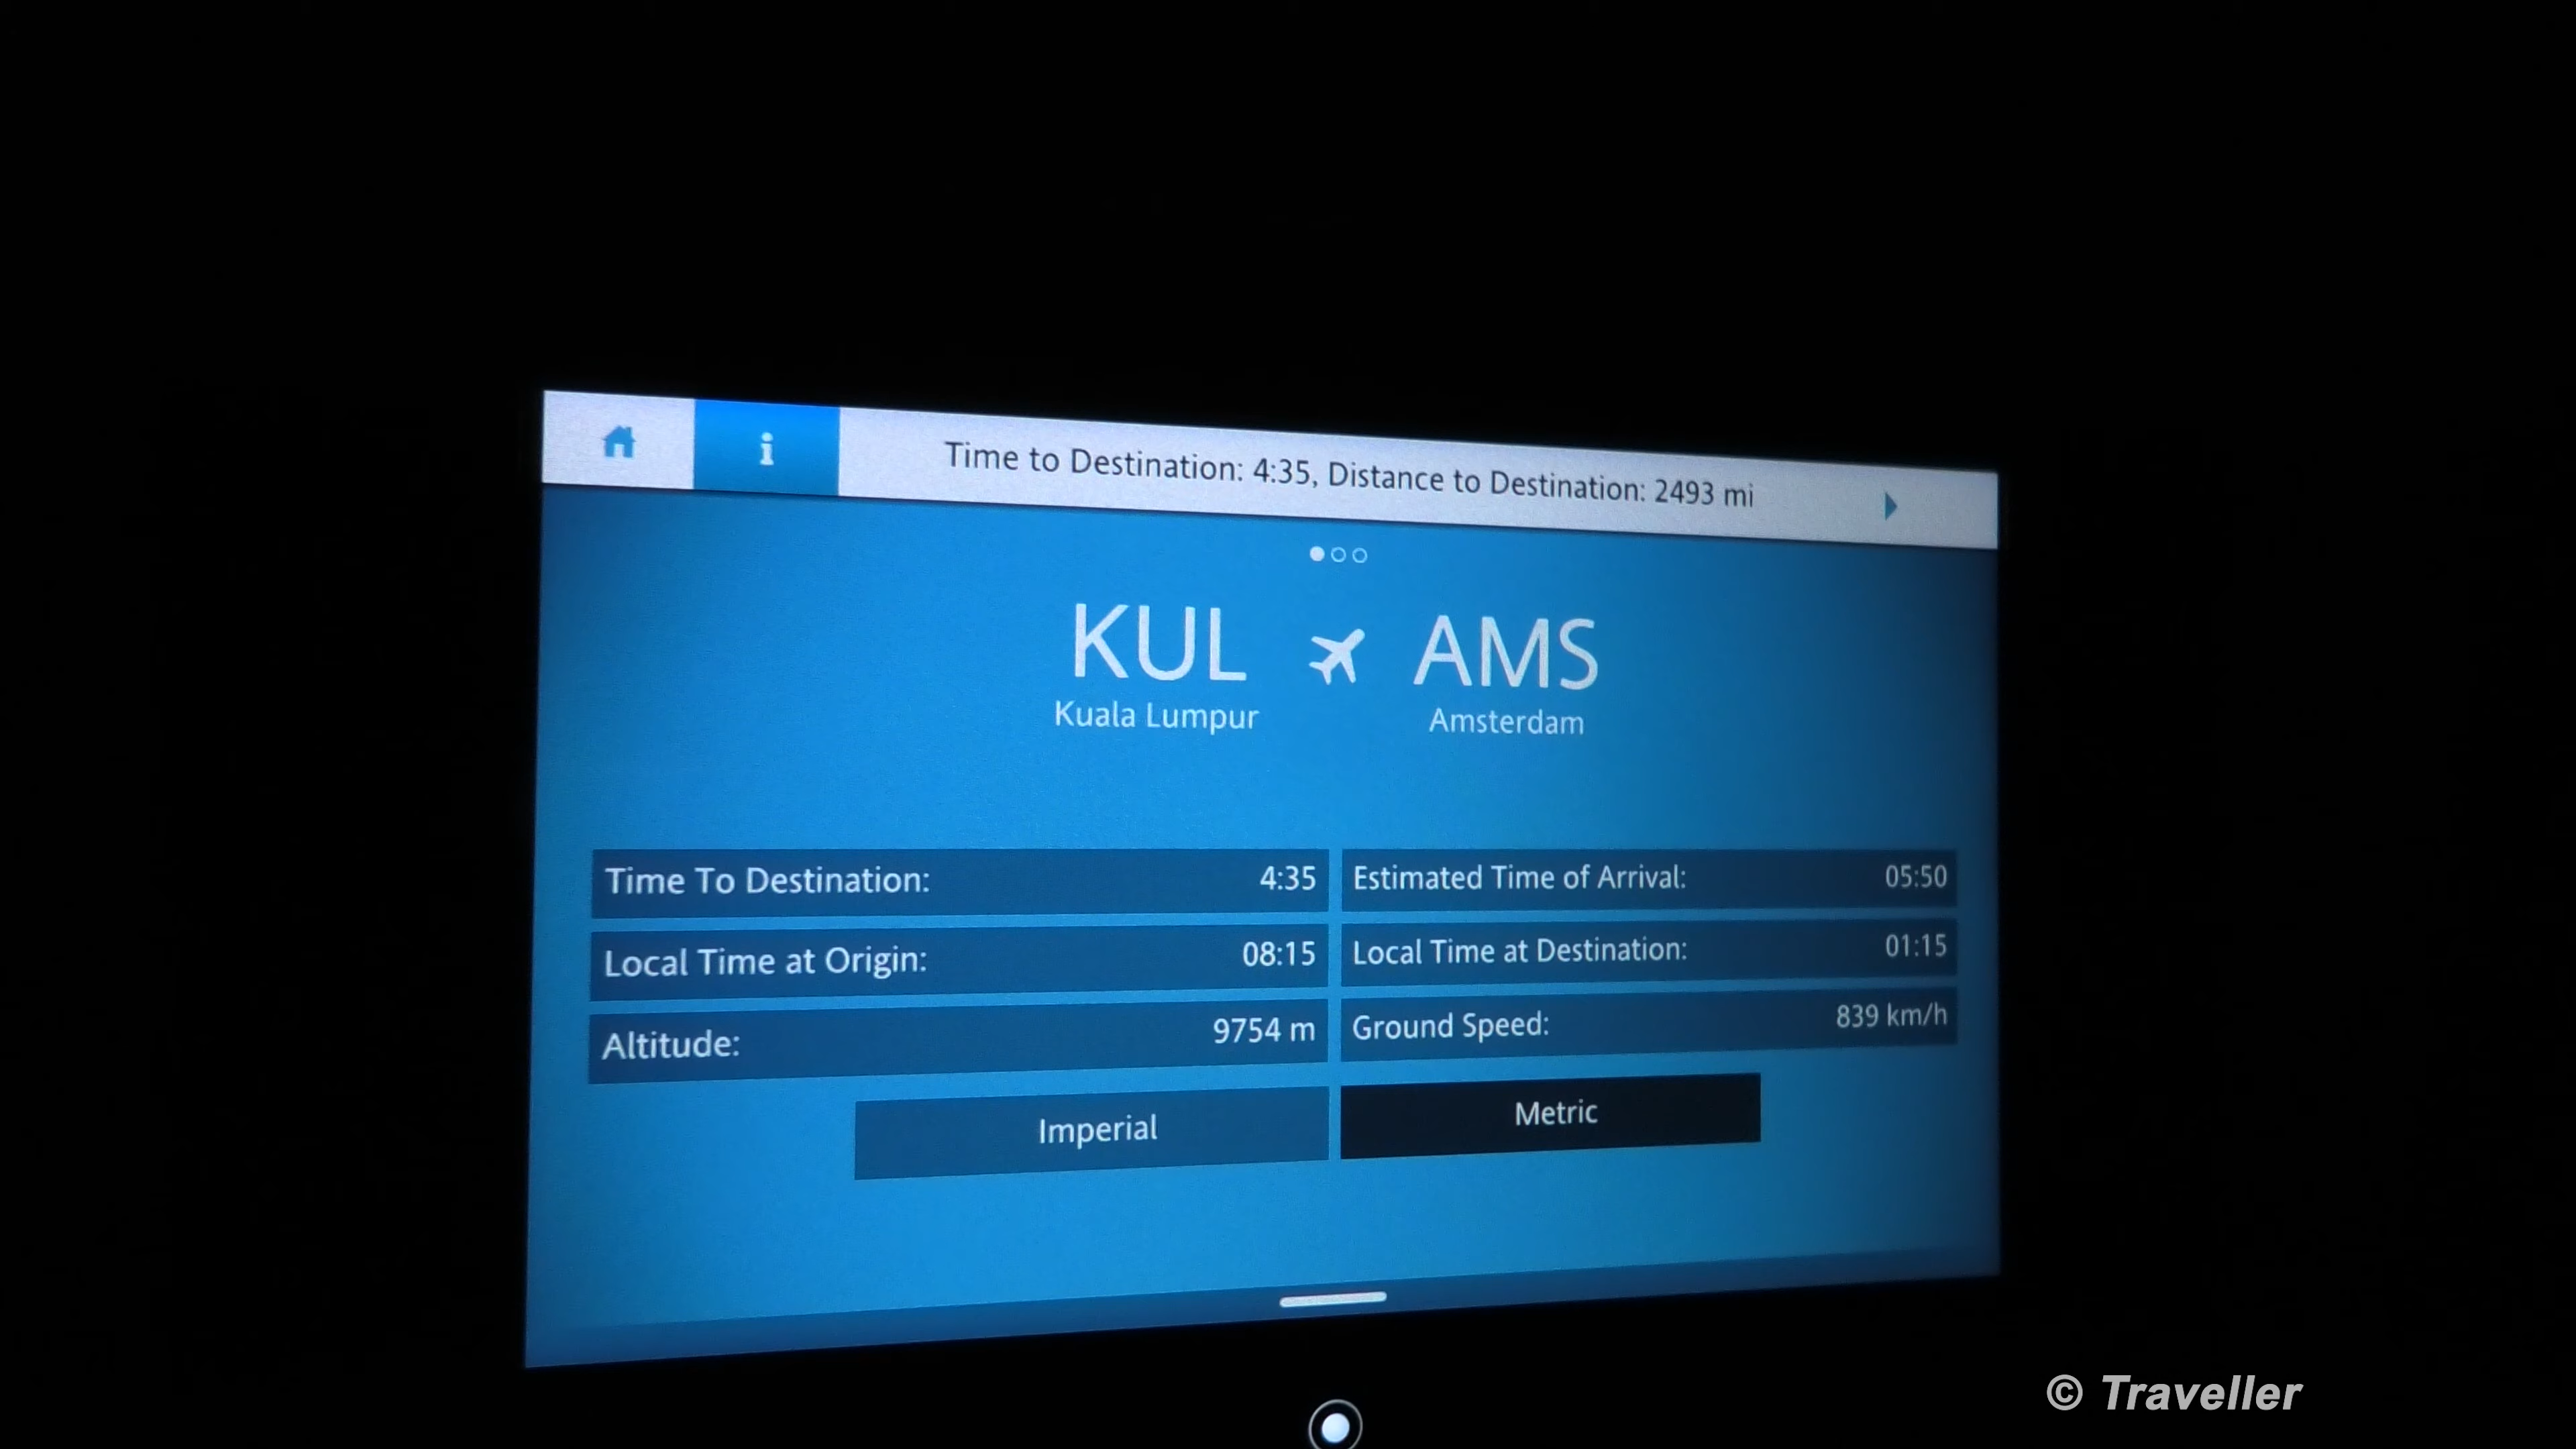 i
Time to Destination: 4:35, Distance to Destination: 2493 mi
KUL AMS
Kuala Lumpur Amsterdam
Time To Destination: 4:35 Estimated Time of Arrival: 05:50
Local Time at Origin: 08:15 Local Time at Destination: 01:15
Altitude: 9754 m Ground Speed: 839 km/h
Imperial Metric
© Traveller